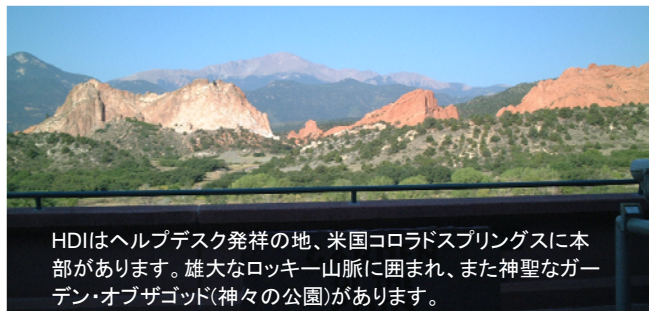 HDIはヘルプデスク発祥の地、米国コロラドスプリングスに本
部があります。雄大なロッキー山脈に囲まれ、また神聖なガー
デン・オブザゴッド(神々の公園)があります。